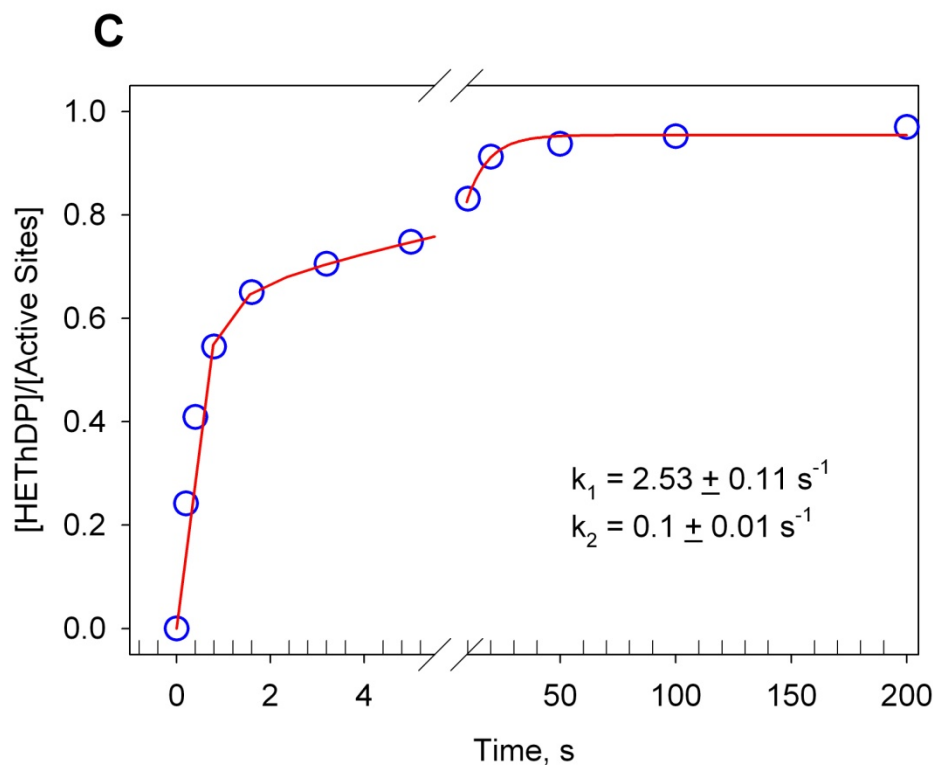 C
1.0
0.8
0.6
0.4
0.2
0.0
[HEThDP]/[Active Sites]
k₁ = 2.53 ± 0.11 s⁻¹
k₂ = 0.1 ± 0.01 s⁻¹
0 2 4 50 100 150 200
Time, s